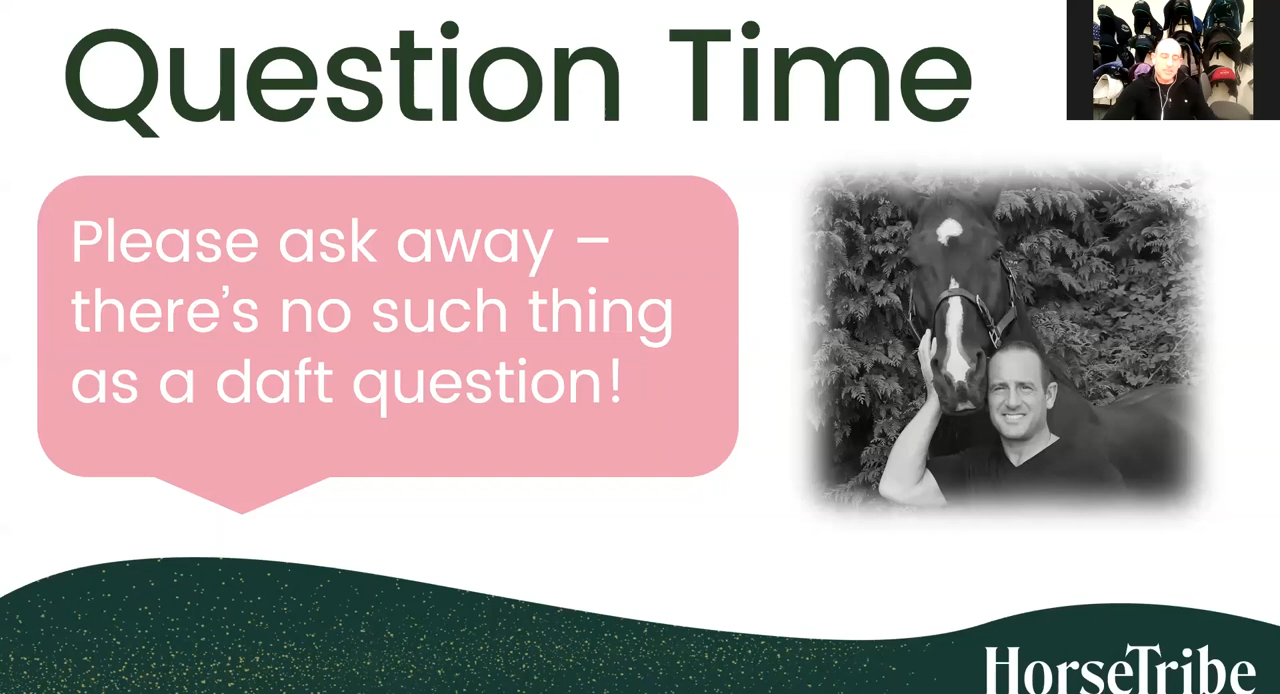 Question Time
Please ask away –
there's no such thing
as a daft question!
HorseTribe